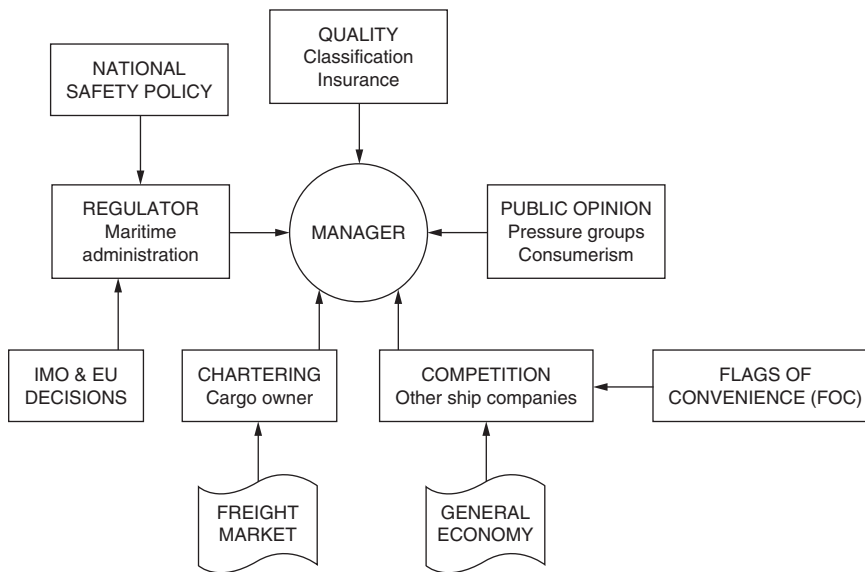 QUALITY
Classification
Insurance
NATIONAL
SAFETY POLICY
REGULATOR
Maritime
administration
MANAGER
PUBLIC OPINION
Pressure groups
Consumerism
IMO & EU
DECISIONS
CHARTERING
Cargo owner
COMPETITION
Other ship companies
FLAGS OF
CONVENIENCE (FOC)
FREIGHT
MARKET
GENERAL
ECONOMY